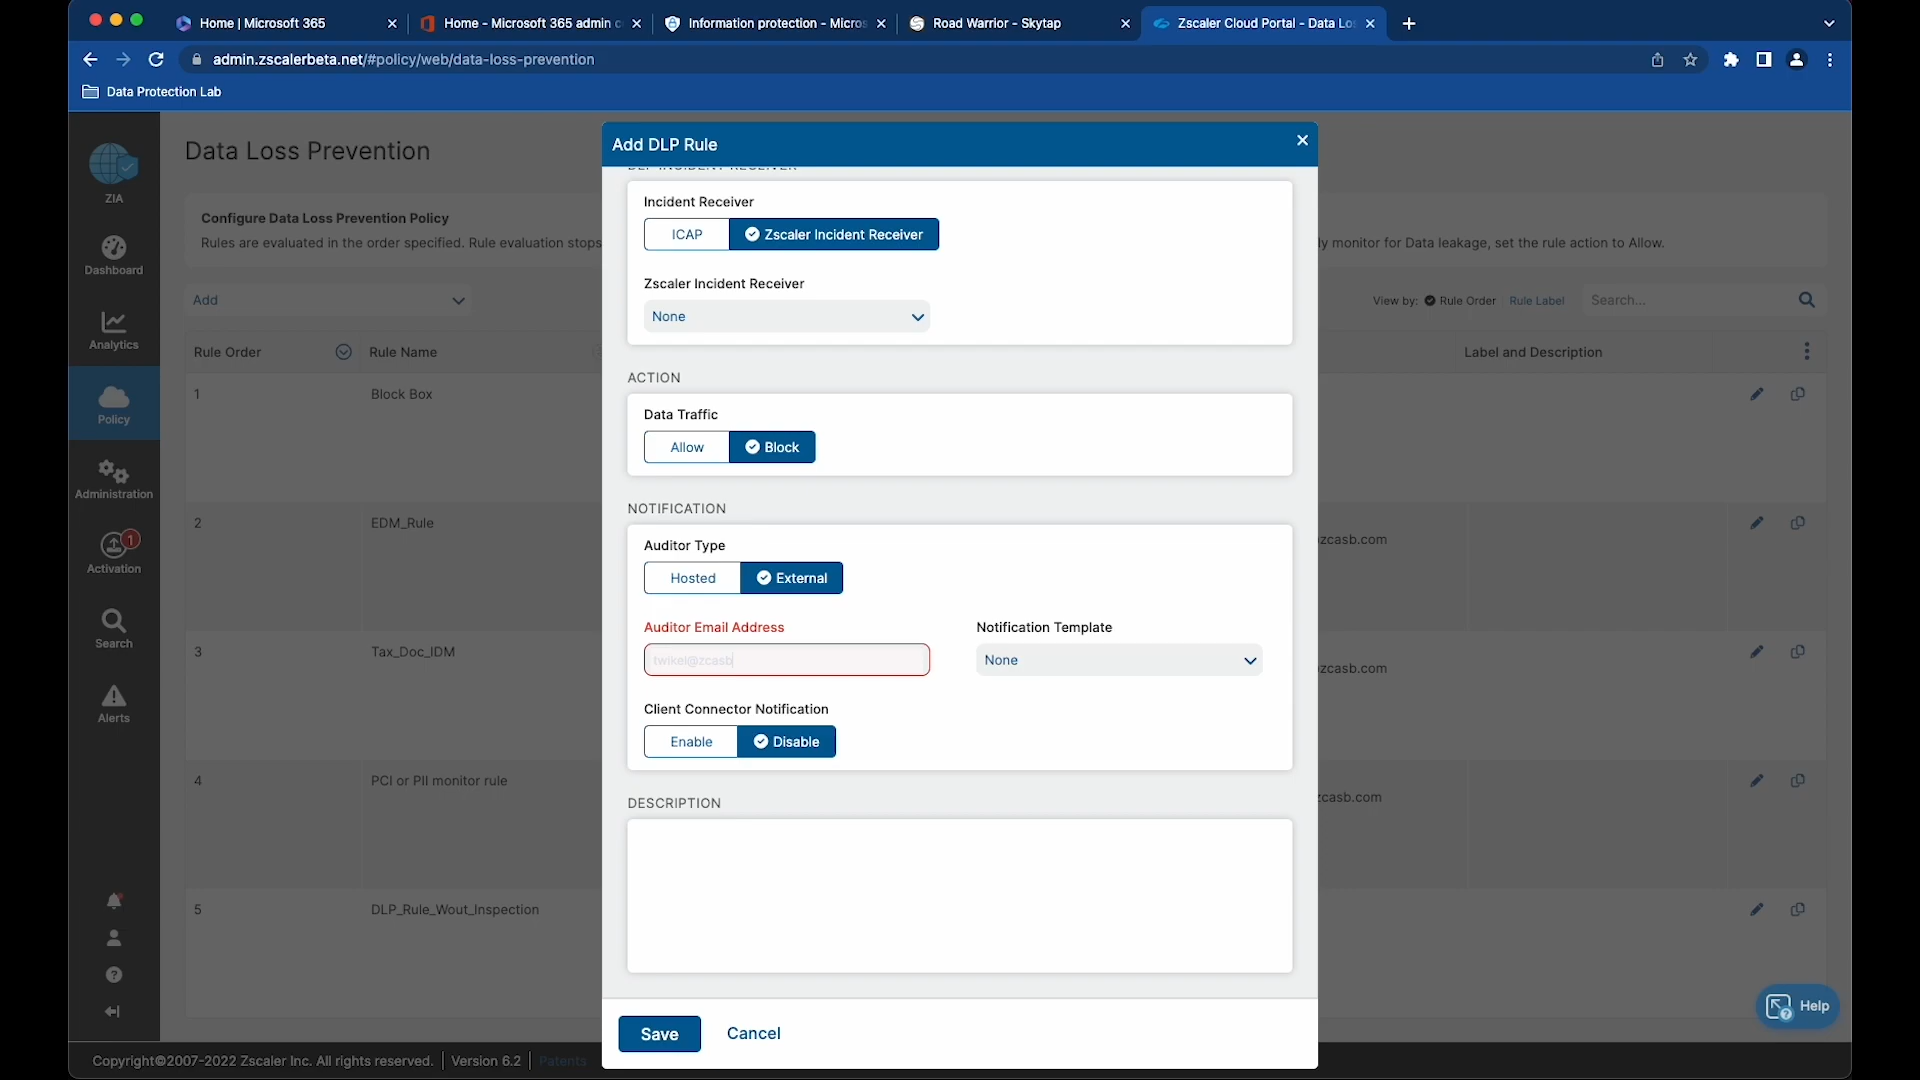 Home | Microsoft 365
Home - Microsoft 365 admin c
Information protection - Micros
Road Warrior - Skytap
Zscaler Cloud Portal - Data Lo
admin.zscalerbeta.net/#policy/web/data-loss-prevention
Data Protection Lab
ZIA
Dashboard
Analytics
Policy
Administration
1
Activation
Search
Alerts
Data Loss Prevention
Configure Data Loss Prevention Policy
Rules are evaluated in the order specified. Rule evaluation stops
ly monitor for Data leakage, set the rule action to Allow.
Add
View by: Rule Order Rule Label
Search...
Rule Order Rule Name Label and Description
1 Block Box
2 EDM_Rule
zcasb.com
3 Tax_Doc_IDM
zcasb.com
4 PCI or PII monitor rule
zcasb.com
5 DLP_Rule_Wout_Inspection
Add DLP Rule
DLP INCIDENT RECEIVER
Incident Receiver
ICAP Zscaler Incident Receiver
Zscaler Incident Receiver
None
ACTION
Data Traffic
Allow Block
NOTIFICATION
Auditor Type
Hosted External
Auditor Email Address Notification Template
twikel@zcasb None
Client Connector Notification
Enable Disable
DESCRIPTION
Save Cancel
Help
Copyright©2007-2022 Zscaler Inc. All rights reserved. Version 6.2 Patents